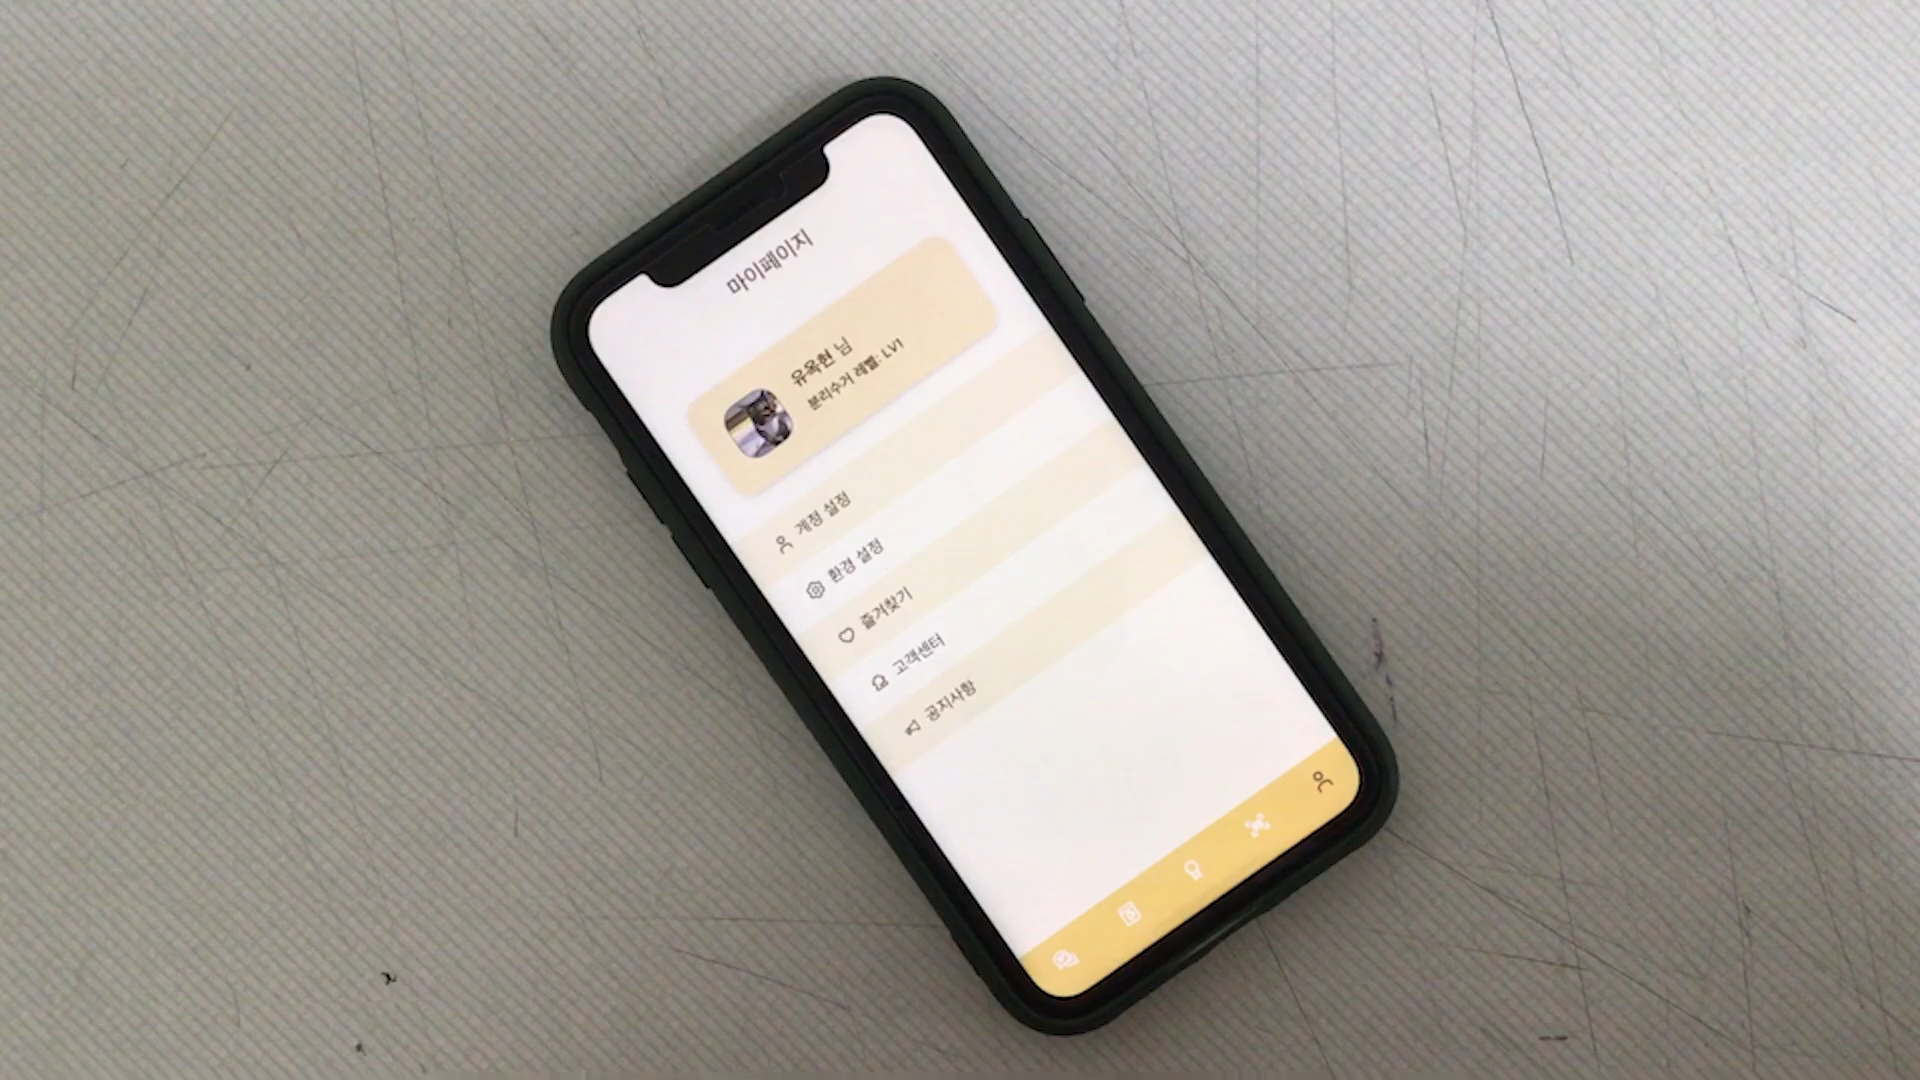 마이페이지
유옥현 님
분리수거 레벨: LV1
계정 설정
환경 설정
즐겨찾기
고객센터
공지사항